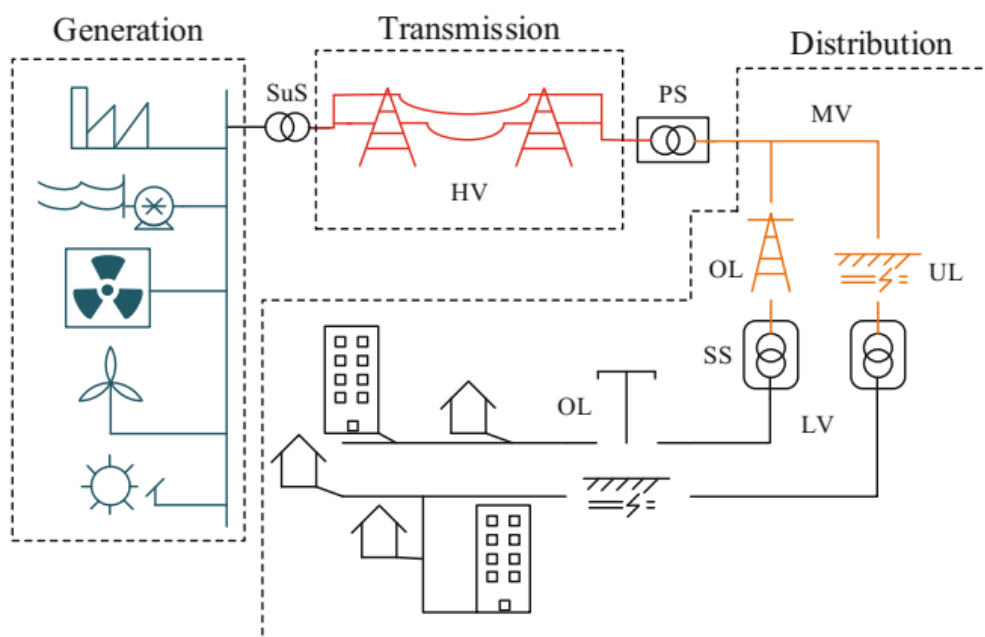 Generation
Transmission
Distribution
SuS
PS
MV
HV
OL
UL
SS
OL
LV